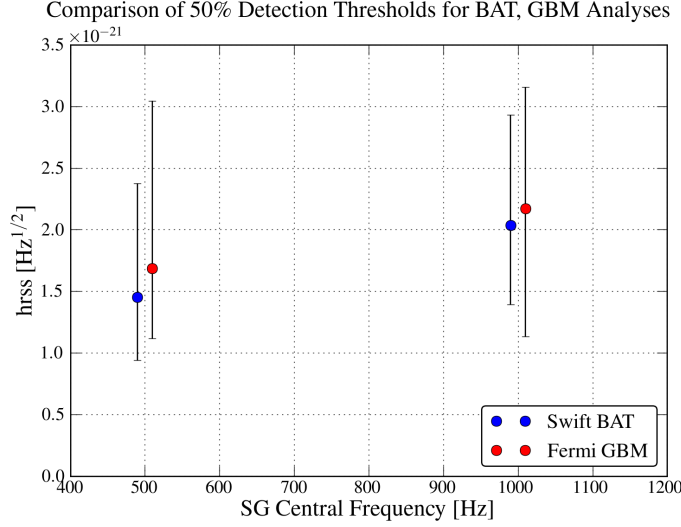 Comparison of 50% Detection Thresholds for BAT, GBM Analyses
×10−21
3.5
3.0
2.5
2.0
1.5
1.0
0.5
0.0
hrss [Hz1/2]
Swift BAT
Fermi GBM
400 500 600 700 800 900 1000 1100 1200
SG Central Frequency [Hz]